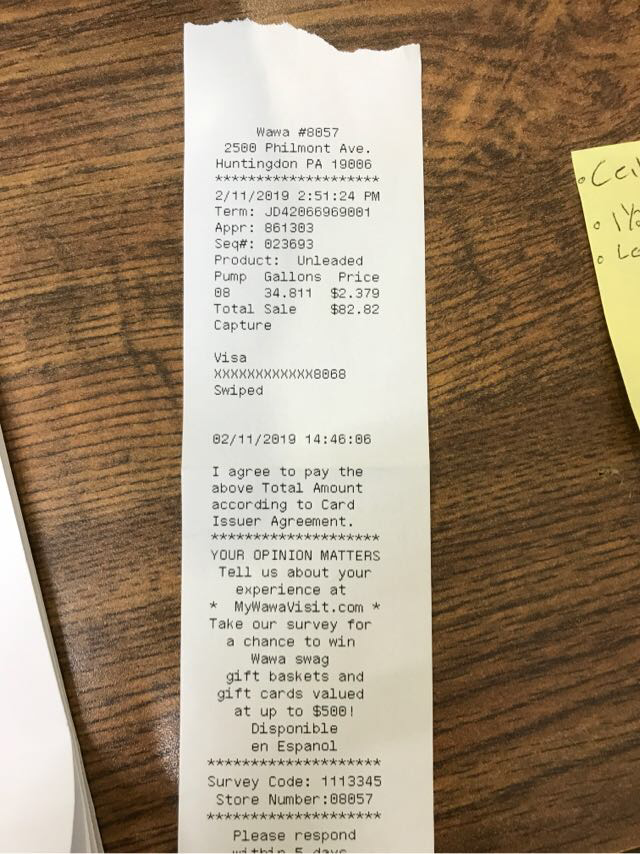 Wawa #8057
2500 Philmont Ave.
Huntingdon PA 19006
********************
2/11/2019 2:51:24 PM
Term: JD42066969001
Appr: 861303
Seq#: 023693
Product: Unleaded
Pump Gallons Price
08 34.811 $2.379
Total Sale $82.82
Capture
Visa
XXXXXXXXXXXX8068
Swiped
02/11/2019 14:46:06
I agree to pay the
above Total Amount
according to Card
Issuer Agreement.
********************
YOUR OPINION MATTERS
Tell us about your
experience at
* MyWawaVisit.com *
Take our survey for
a chance to win
Wawa swag
gift baskets and
gift cards valued
at up to $500!
Disponible
en Espanol
********************
Survey Code: 1113345
Store Number:08057
********************
Please respond
within 5 days